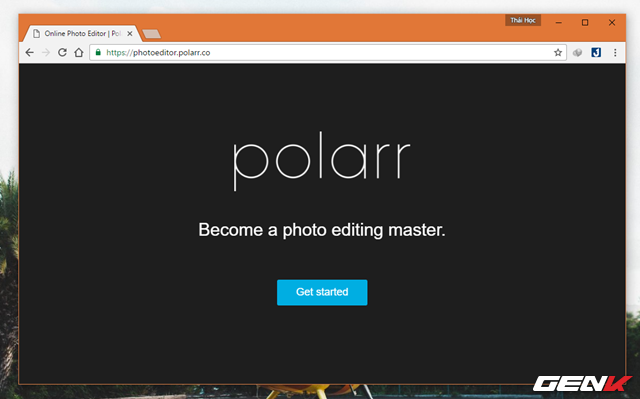 Thái Học
Online Photo Editor | Pol
https://photoeditor.polarr.co
polarr
Become a photo editing master.
Get started
GENK